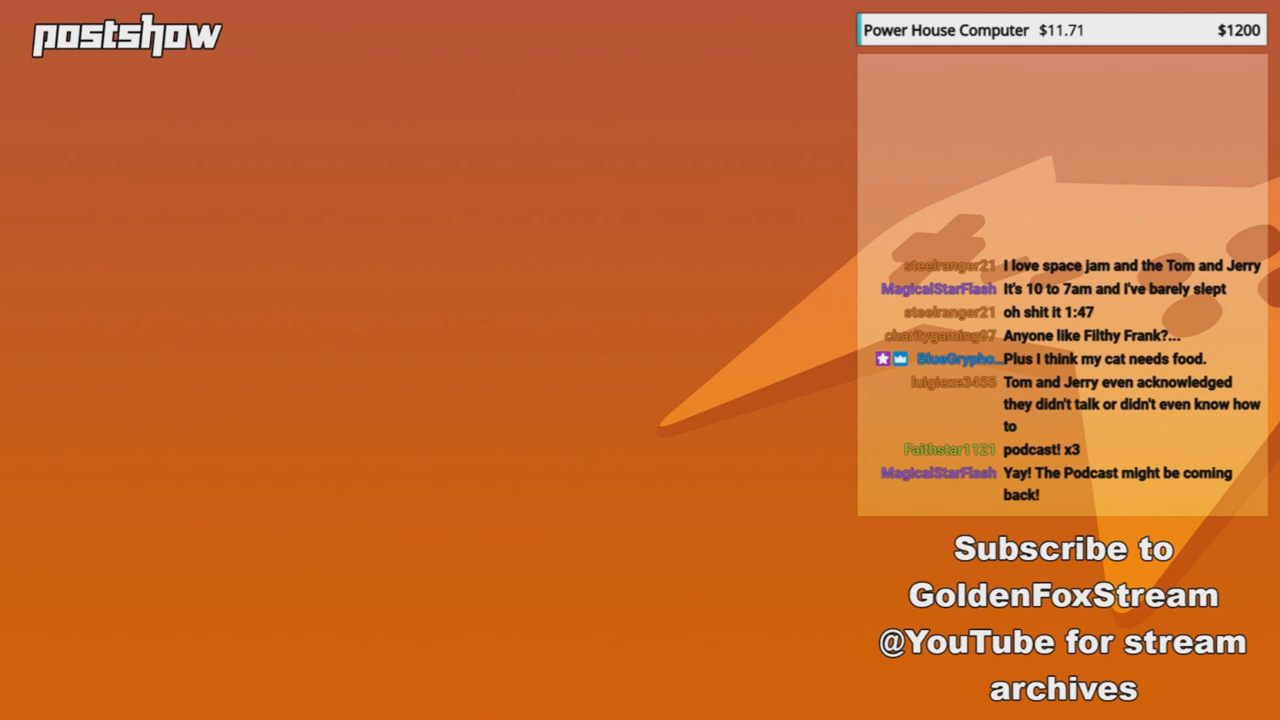 postshow
Power House Computer $11.71 $1200
steelranger21 I love space jam and the Tom and Jerry
MagicalStarFlash It's 10 to 7am and I've barely slept
steelranger21 oh shit it 1:47
charitygaming97 Anyone like Filthy Frank?...
BlueGrypho... Plus I think my cat needs food.
luigiexe3455 Tom and Jerry even acknowledged
they didn't talk or didn't even know how
to
Faithstar1121 podcast! x3
MagicalStarFlash Yay! The Podcast might be coming
back!
Subscribe to
GoldenFoxStream
@YouTube for stream
archives